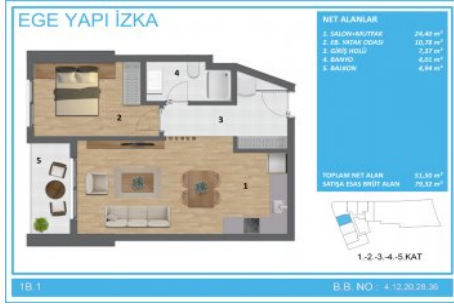 EGE YAPI İZKA
NET ALANLAR
1. SALON+MUTFAK 24,40 m²
2. EB. YATAK ODASI 10,78 m²
3. GİRİŞ HOLÜ 7,37 m²
4. BANYO 4,01 m²
5. BALKON 4,94 m²
4
2
3
5
1
TOPLAM NET ALAN 51,50 m²
SATIŞA ESAS BRÜT ALAN 79,32 m²
1.-2.-3.-4.-5.KAT
1B.1
B.B. NO : 4.12.20.28.36